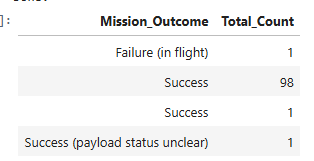 ]: Mission_Outcome Total_Count
Failure (in flight) 1
Success 98
Success 1
Success (payload status unclear) 1